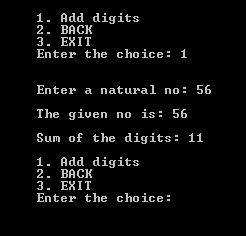 1. Add digits
2. BACK
3. EXIT
Enter the choice: 1
Enter a natural no: 56
The given no is: 56
Sum of the digits: 11
1. Add digits
2. BACK
3. EXIT
Enter the choice: